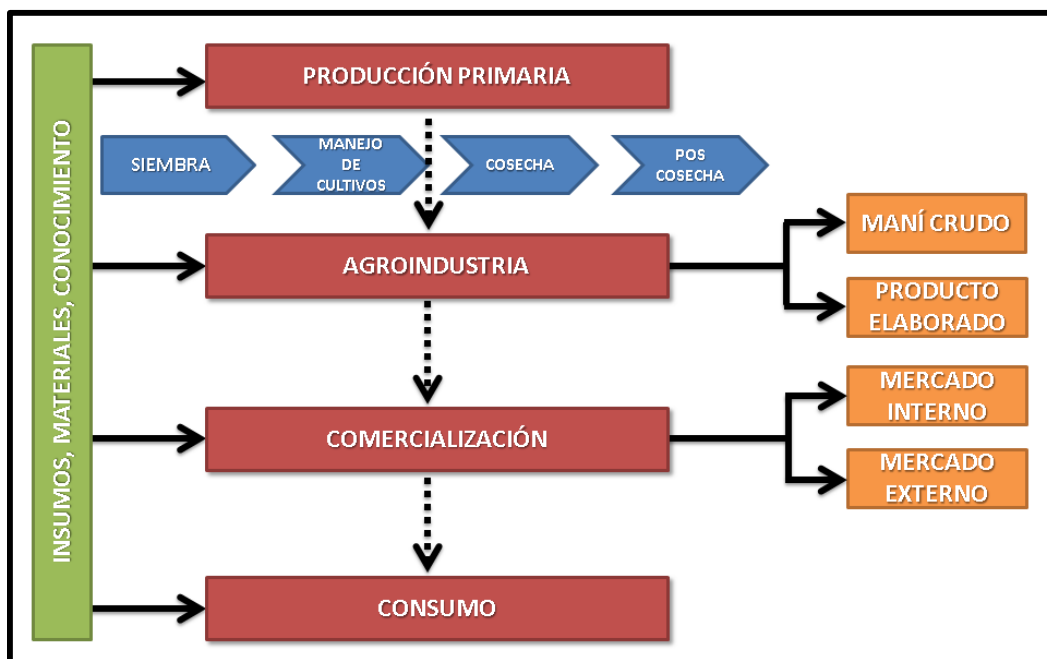 INSUMOS, MATERIALES, CONOCIMIENTO
PRODUCCIÓN PRIMARIA
SIEMBRA
MANEJO
DE
CULTIVOS
COSECHA
POS
COSECHA
AGROINDUSTRIA
MANÍ CRUDO
PRODUCTO
ELABORADO
COMERCIALIZACIÓN
MERCADO
INTERNO
MERCADO
EXTERNO
CONSUMO